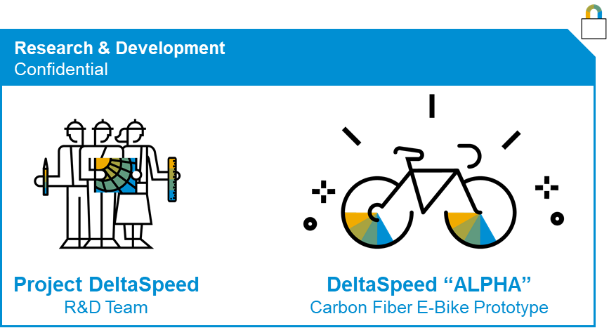 Research & Development
Confidential
Project DeltaSpeed
R&D Team
DeltaSpeed “ALPHA”
Carbon Fiber E-Bike Prototype